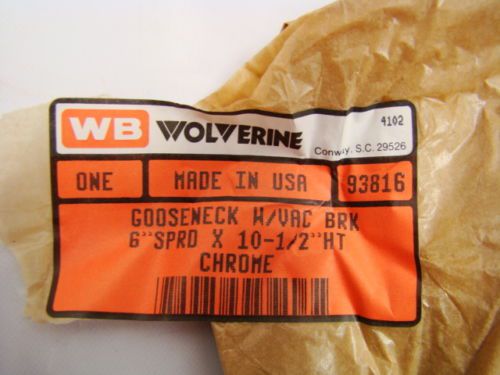 WB WOLVERINE
4102
Conway, S.C. 29526
ONE MADE IN USA 93816
GOOSENECK W/VAC BRK
6"SPRD X 10-1/2"HT
CHROME